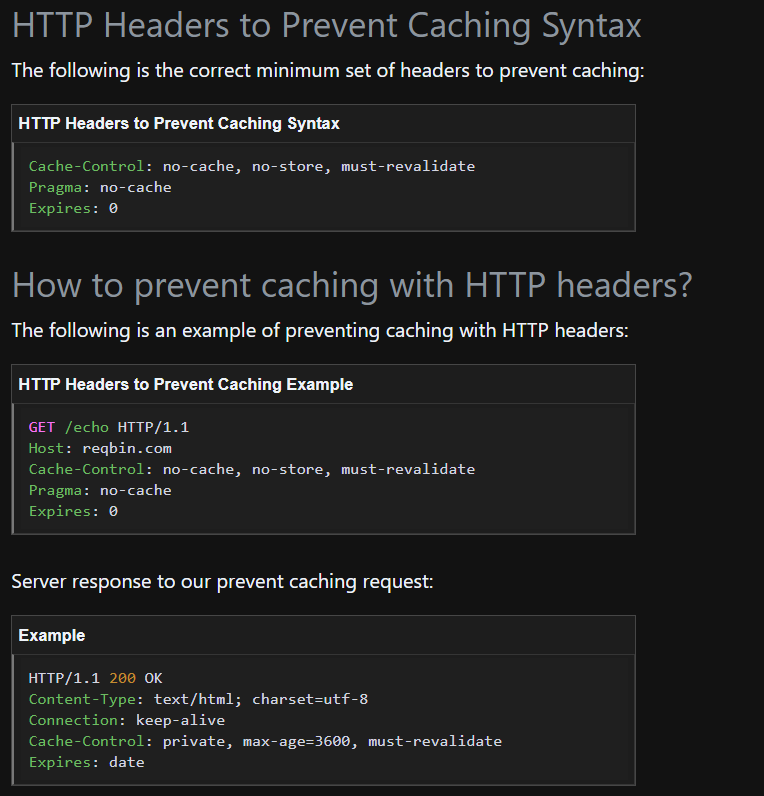 HTTP Headers to Prevent Caching Syntax
The following is the correct minimum set of headers to prevent caching:
HTTP Headers to Prevent Caching Syntax
Cache-Control: no-cache, no-store, must-revalidate
Pragma: no-cache
Expires: 0
How to prevent caching with HTTP headers?
The following is an example of preventing caching with HTTP headers:
HTTP Headers to Prevent Caching Example
GET /echo HTTP/1.1
Host: reqbin.com
Cache-Control: no-cache, no-store, must-revalidate
Pragma: no-cache
Expires: 0
Server response to our prevent caching request:
Example
HTTP/1.1 200 OK
Content-Type: text/html; charset=utf-8
Connection: keep-alive
Cache-Control: private, max-age=3600, must-revalidate
Expires: date